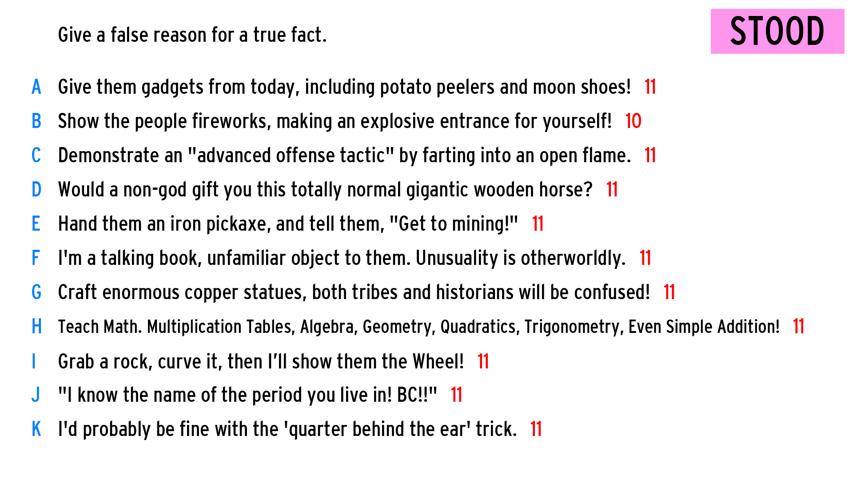 Give a false reason for a true fact.
STOOD
A Give them gadgets from today, including potato peelers and moon shoes! 11
B Show the people fireworks, making an explosive entrance for yourself! 10
C Demonstrate an "advanced offense tactic" by farting into an open flame. 11
D Would a non-god gift you this totally normal gigantic wooden horse? 11
E Hand them an iron pickaxe, and tell them, "Get to mining!" 11
F I'm a talking book, unfamiliar object to them. Unusuality is otherworldly. 11
G Craft enormous copper statues, both tribes and historians will be confused! 11
H Teach Math. Multiplication Tables, Algebra, Geometry, Quadratics, Trigonometry, Even Simple Addition! 11
I Grab a rock, curve it, then I’ll show them the Wheel! 11
J "I know the name of the period you live in! BC!!" 11
K I'd probably be fine with the 'quarter behind the ear' trick. 11